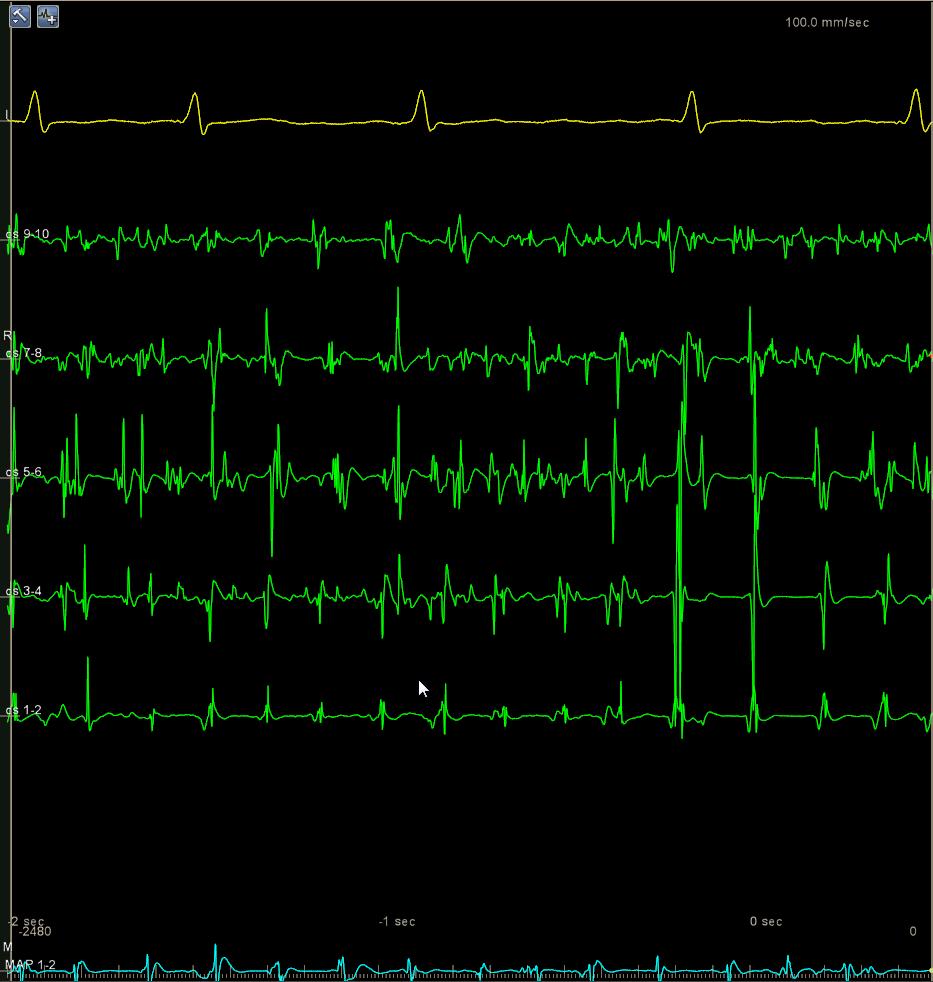 100.0 mm/sec
cs 9-10
R
cs 7-8
cs 5-6
cs 3-4
cs 1-2
-2 sec
-1 sec
0 sec
-2480
0
M
MAP 1-2